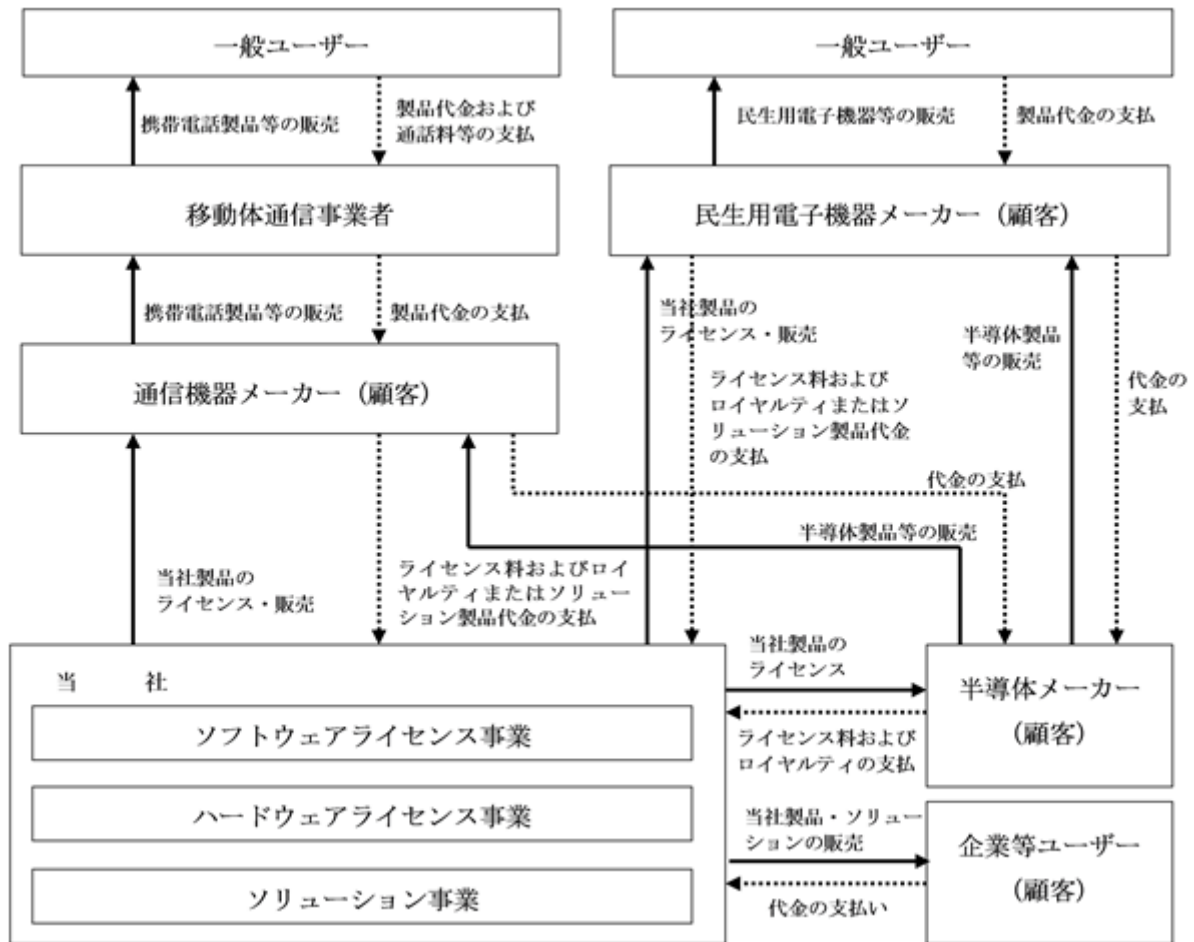 一般ユーザー
一般ユーザー
携帯電話製品等の販売
製品代金および
通話料等の支払
民生用電子機器等の販売
製品代金の支払
移動体通信事業者
民生用電子機器メーカー（顧客）
携帯電話製品等の販売
製品代金の支払
当社製品の
ライセンス・販売
半導体製品
等の販売
通信機器メーカー（顧客）
ライセンス料および
ロイヤルティまたはソ
リューション製品代金
の支払
代金の
支払
代金の支払
半導体製品等の販売
当社製品の
ライセンス・販売
ライセンス料およびロイ
ヤルティまたはソリュー
ション製品代金の支払
当　　社
ソフトウェアライセンス事業
ハードウェアライセンス事業
ソリューション事業
当社製品の
ライセンス
ライセンス料および
ロイヤルティの支払
半導体メーカー
（顧客）
当社製品・ソリュー
ションの販売
代金の支払い
企業等ユーザー
（顧客）